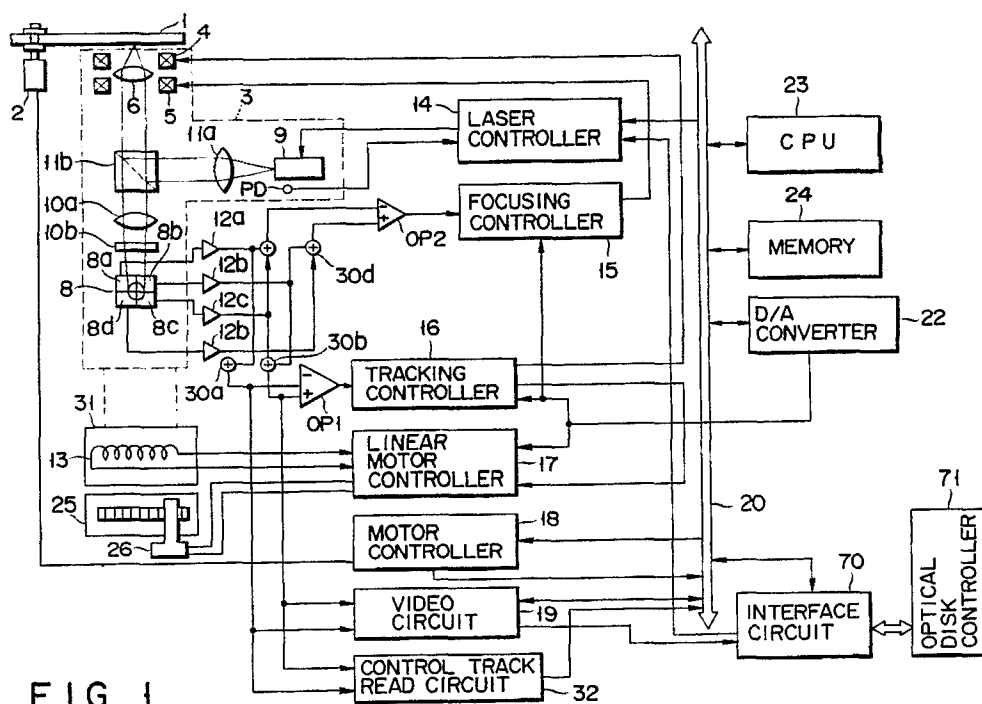 1
4
2
6
5
3
11a
9
11b
PD
10a
10b
8a
8b
8
8d
8c
12a
12b
12c
12b
30d
30a
30b
OP2
OP1
14
LASER
CONTROLLER
FOCUSING
CONTROLLER
15
16
TRACKING
CONTROLLER
31
13
LINEAR
MOTOR
CONTROLLER
17
25
26
18
MOTOR
CONTROLLER
VIDEO
CIRCUIT
19
CONTROL TRACK
READ CIRCUIT
32
20
23
CPU
24
MEMORY
D/A
CONVERTER
22
70
INTERFACE
CIRCUIT
71
OPTICAL
DISK
CONTROLLER
FIG. 1